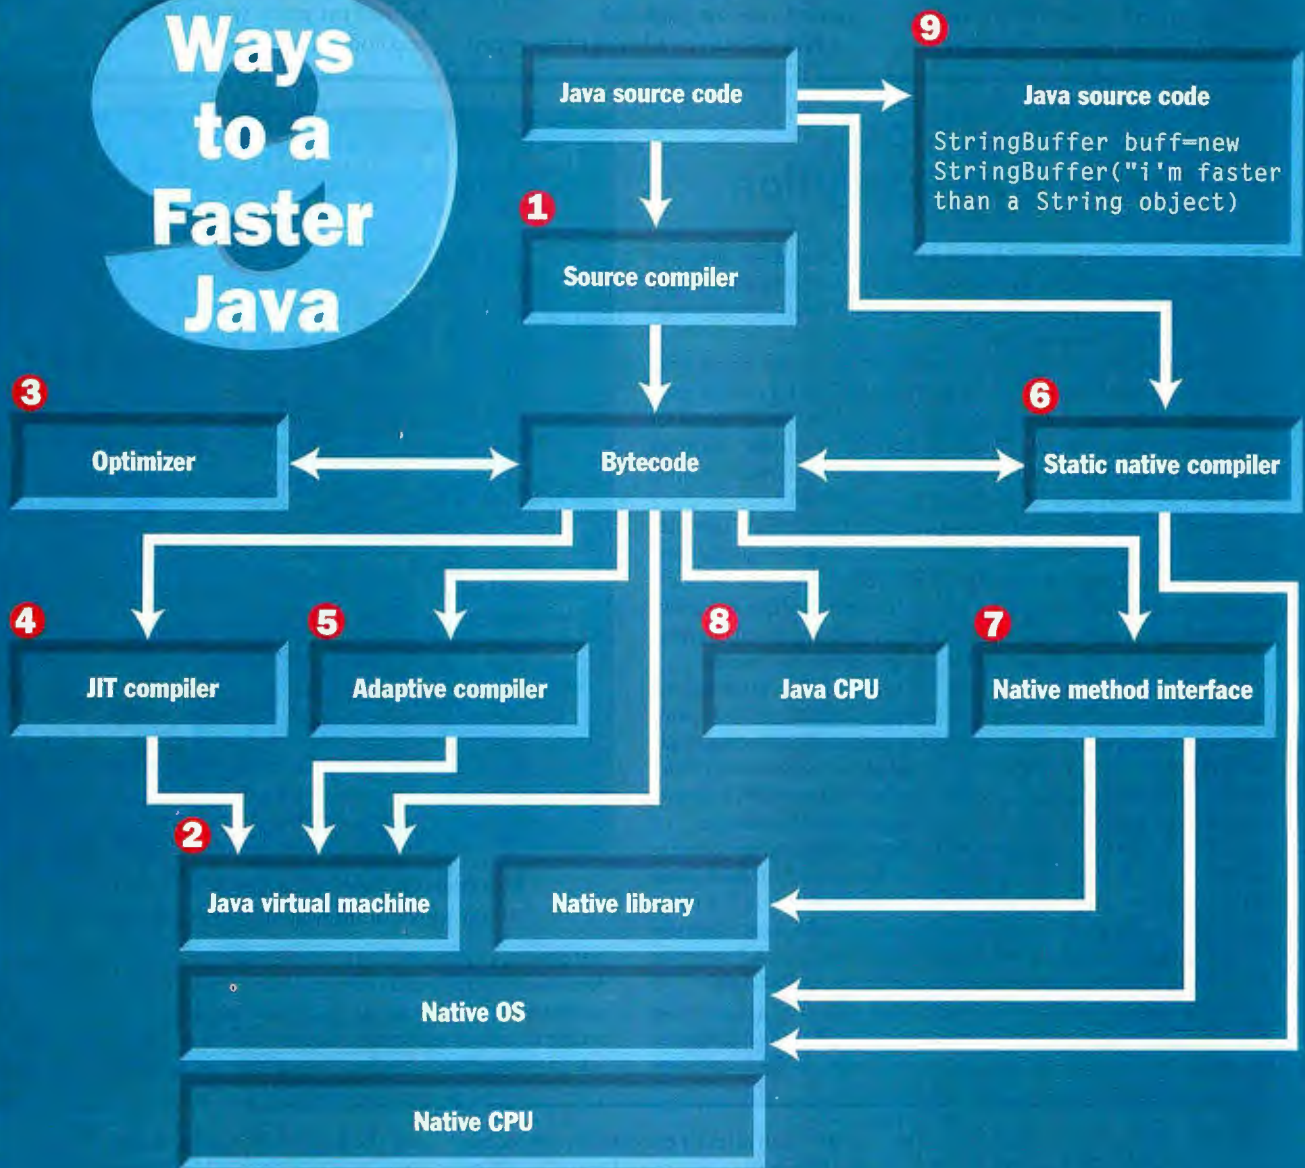 9
Ways
to a
Faster
Java
Java source code
9
Java source code
StringBuffer buff=new
StringBuffer("i'm faster
than a String object)
1
Source compiler
3
Optimizer
Bytecode
6
Static native compiler
4
JIT compiler
5
Adaptive compiler
8
Java CPU
7
Native method interface
2
Java virtual machine
Native library
Native OS
Native CPU